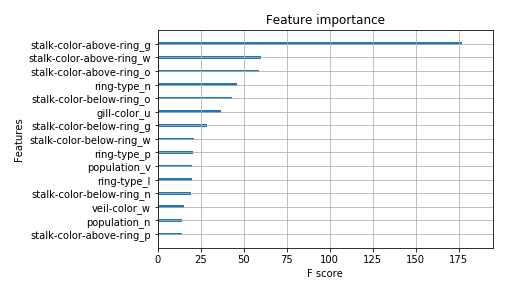 Feature importance
stalk-color-above-ring_g
stalk-color-above-ring_w
stalk-color-above-ring_o
ring-type_n
stalk-color-below-ring_o
gill-color_u
stalk-color-below-ring_g
stalk-color-below-ring_w
ring-type_p
population_v
ring-type_l
stalk-color-below-ring_n
veil-color_w
population_n
stalk-color-above-ring_p
Features
0 25 50 75 100 125 150 175
F score